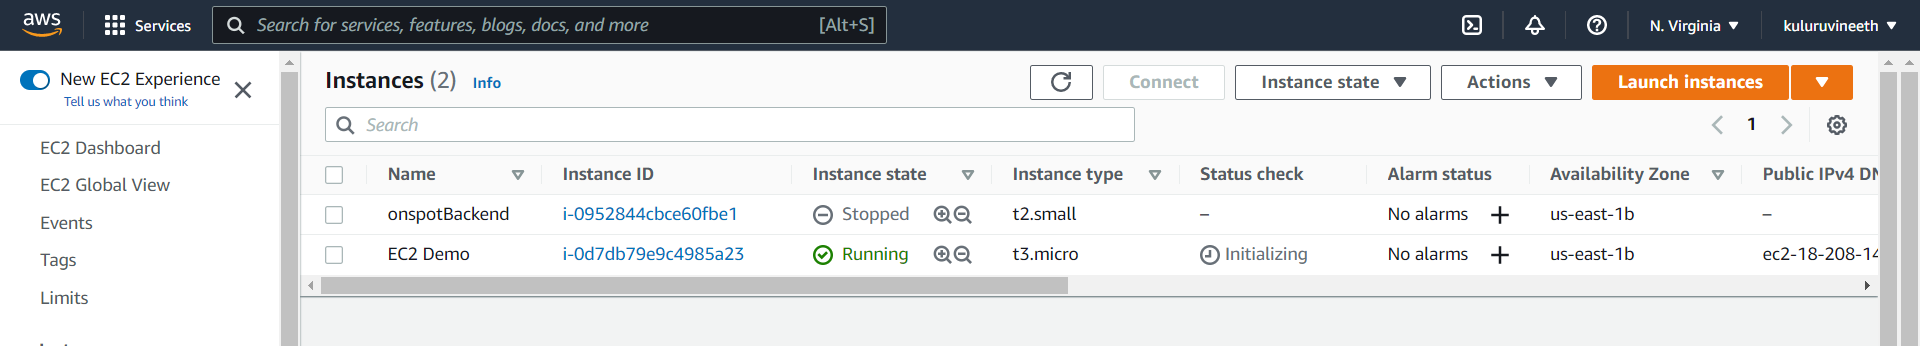 aws Services Search for services, features, blogs, docs, and more [Alt+S] N. Virginia kuluruvineeth
New EC2 Experience
Tell us what you think
EC2 Dashboard
EC2 Global View
Events
Tags
Limits
Instances (2) Info Connect Instance state Actions Launch instances
Search 1
Name Instance ID Instance state Instance type Status check Alarm status Availability Zone Public IPv4 DN
onspotBackend i-0952844cbce60fbe1 Stopped t2.small – No alarms us-east-1b –
EC2 Demo i-0d7db79e9c4985a23 Running t3.micro Initializing No alarms us-east-1b ec2-18-208-14